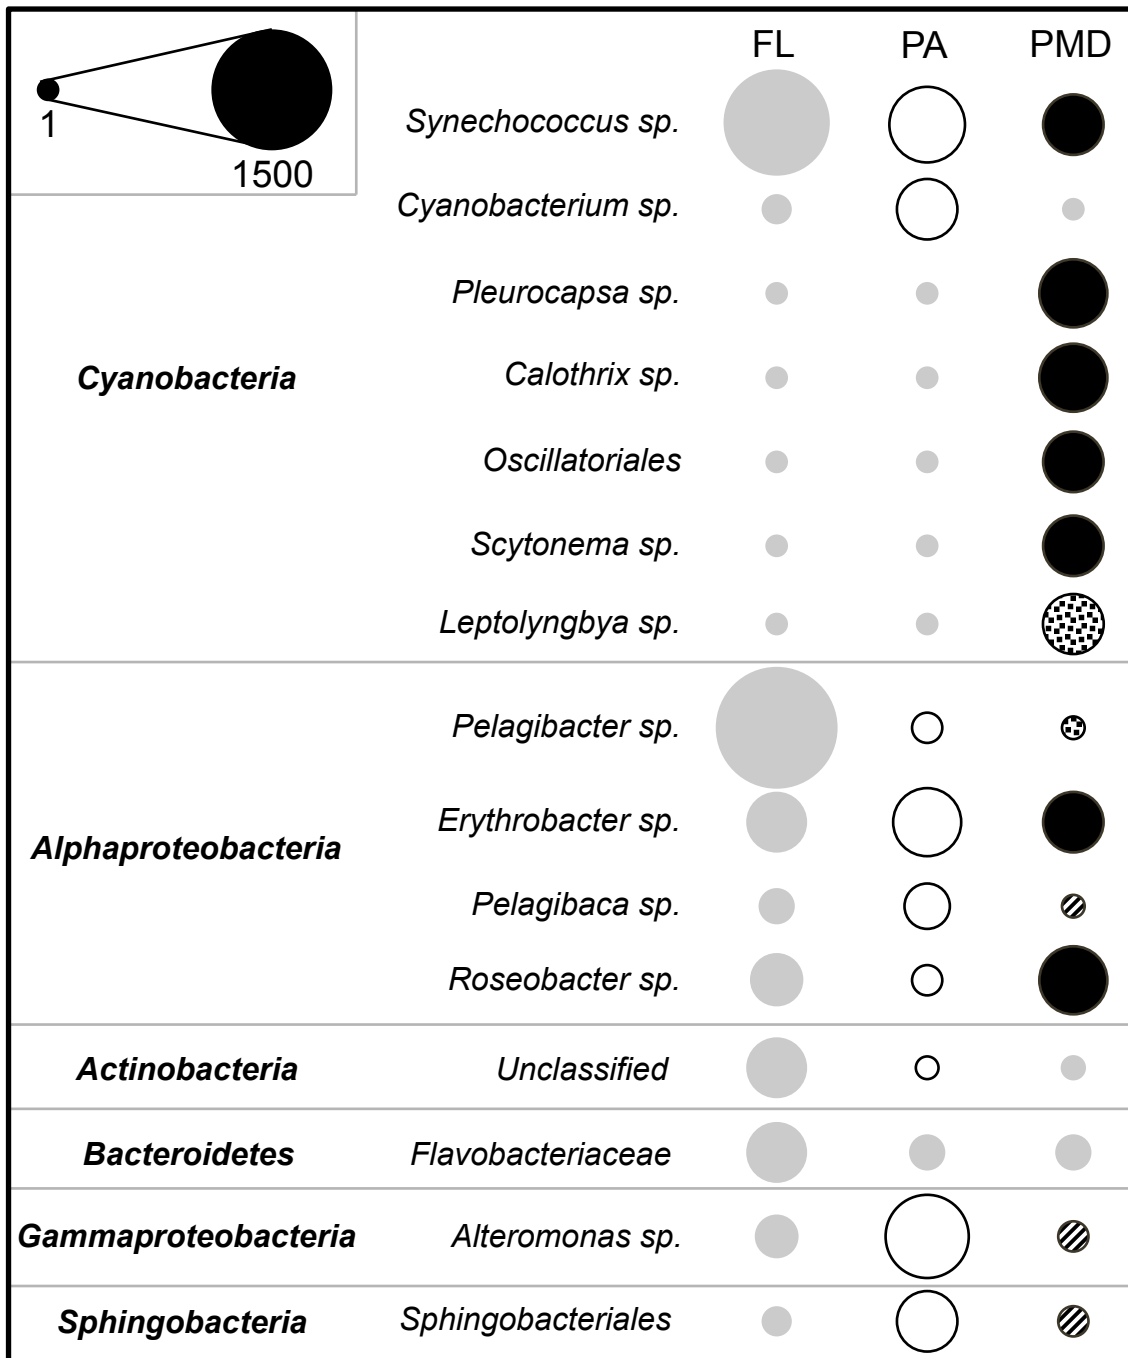 FL PA PMD
1
1500
Synechococcus sp.
Cyanobacterium sp.
Pleurocapsa sp.
Cyanobacteria
Calothrix sp.
Oscillatoriales
Scytonema sp.
Leptolyngbya sp.
Pelagibacter sp.
Erythrobacter sp.
Alphaproteobacteria
Pelagibaca sp.
Roseobacter sp.
Actinobacteria Unclassified
Bacteroidetes Flavobacteriaceae
Gammaproteobacteria Alteromonas sp.
Sphingobacteria Sphingobacteriales